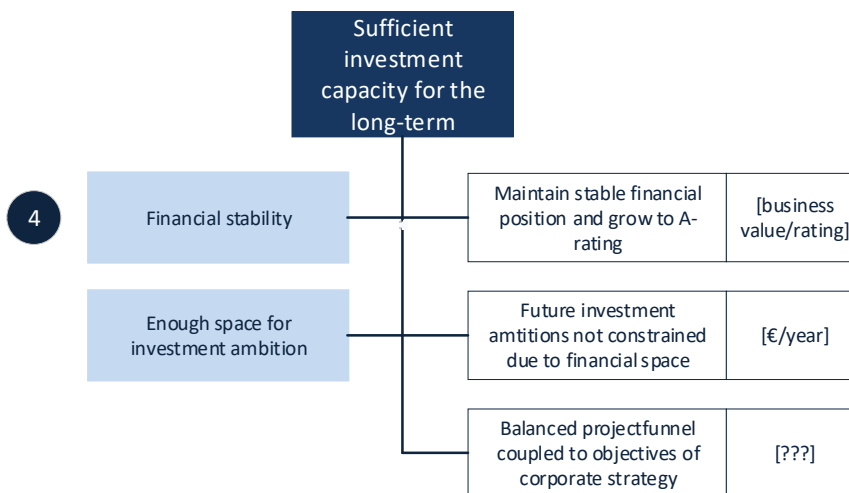 Sufficient
investment
capacity for the
long-term
4
Financial stability
Maintain stable financial
position and grow to A-
rating
[business
value/rating]
Enough space for
investment ambition
Future investment
amtitions not constrained
due to financial space
[€/year]
Balanced projectfunnel
coupled to objectives of
corporate strategy
[???]